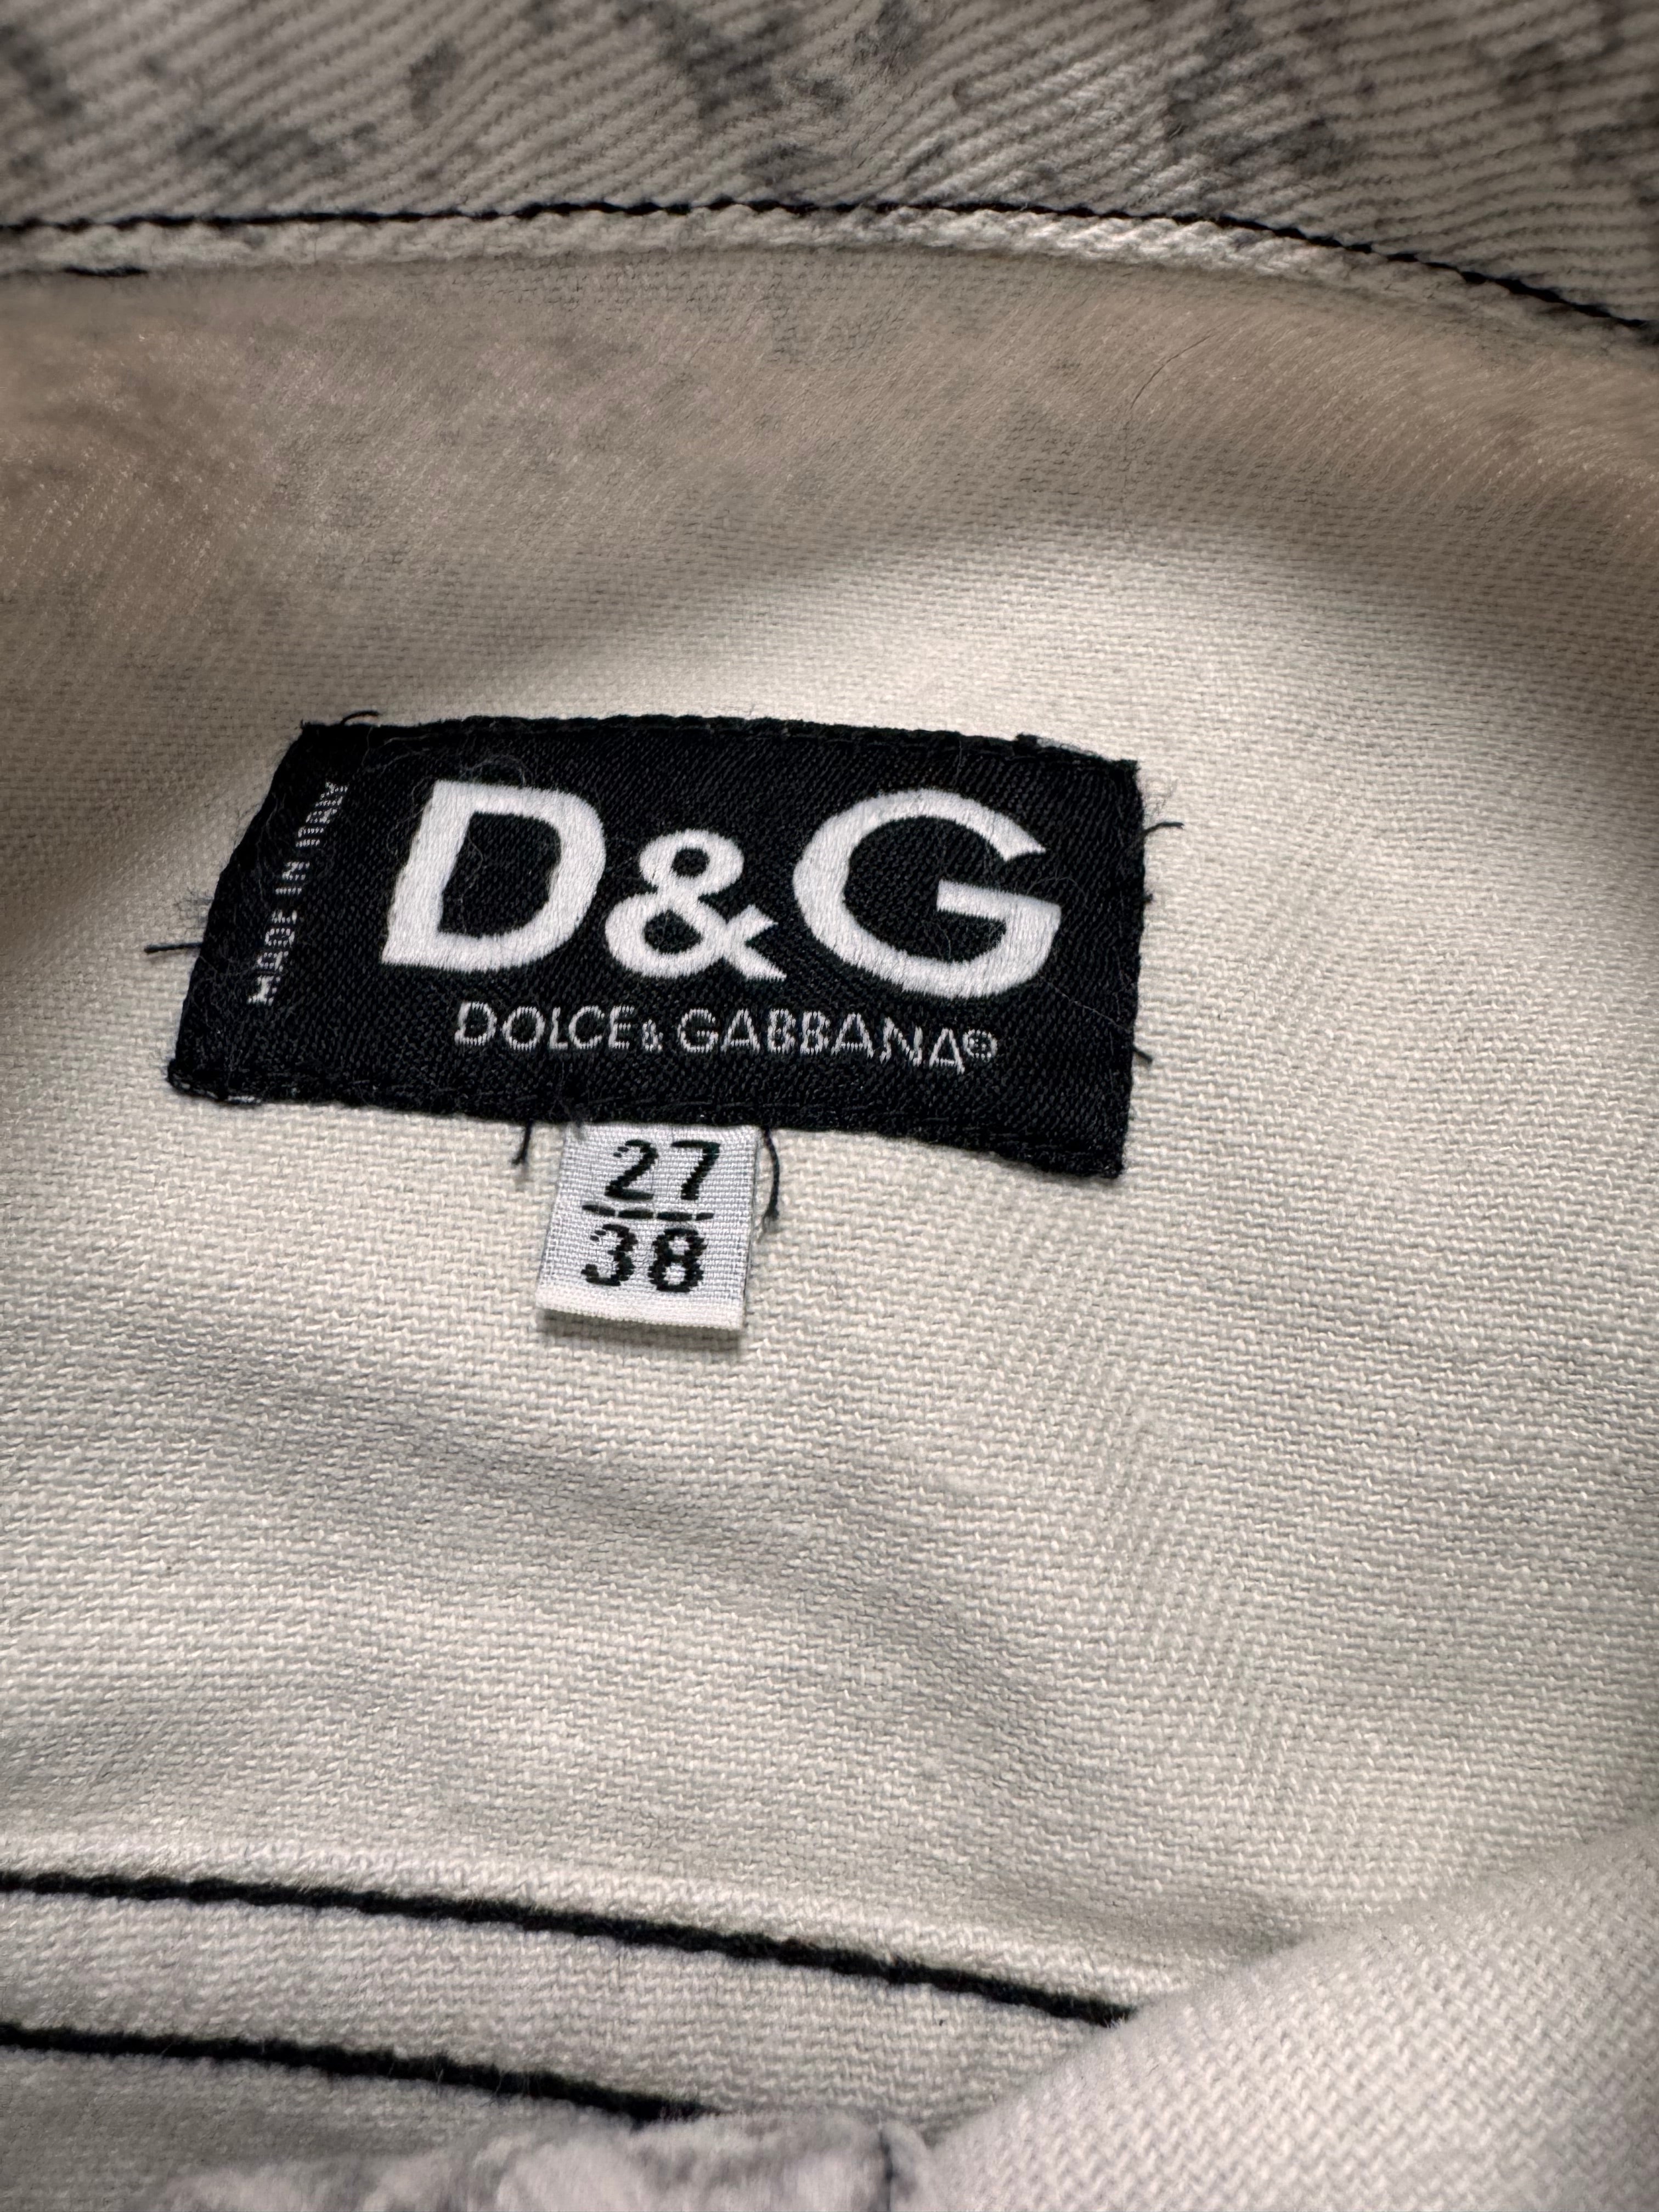 MADE IN ITALY
D&G
DOLCE & GABBANA®
27
38